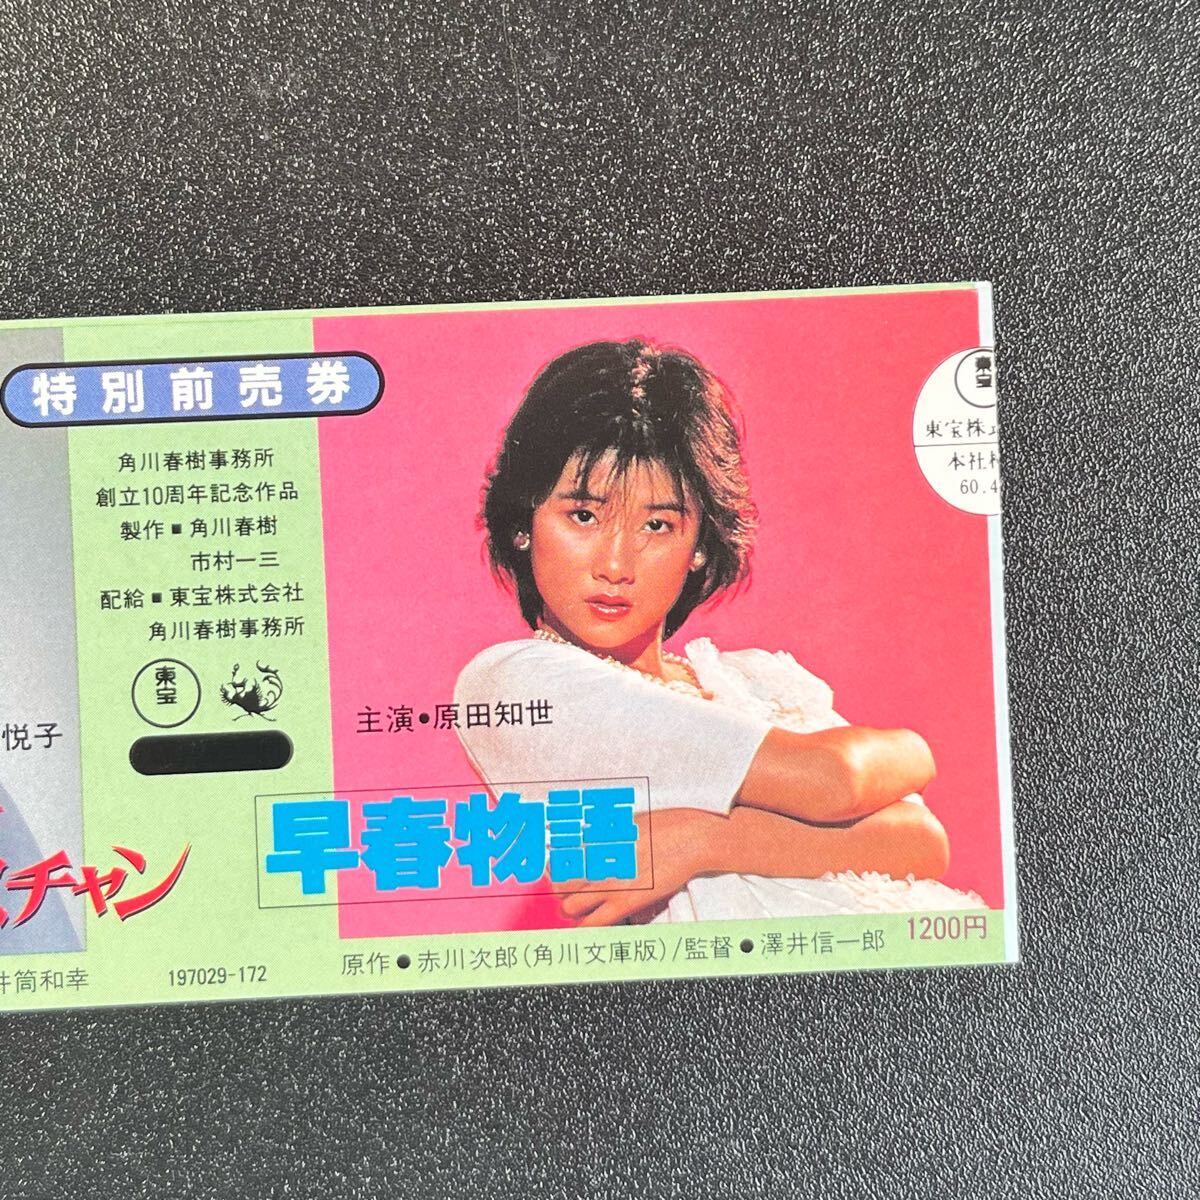 特別前売券
角川春樹事務所
創立10周年記念作品
製作■角川春樹
市村一三
配給■東宝株式会社
角川春樹事務所
東宝
悦子
チャン
井筒和幸
197029-172
主演●原田知世
早春物語
原作●赤川次郎(角川文庫版)/監督●澤井信一郎
1200円
東宝
東宝株式
本社
60.4